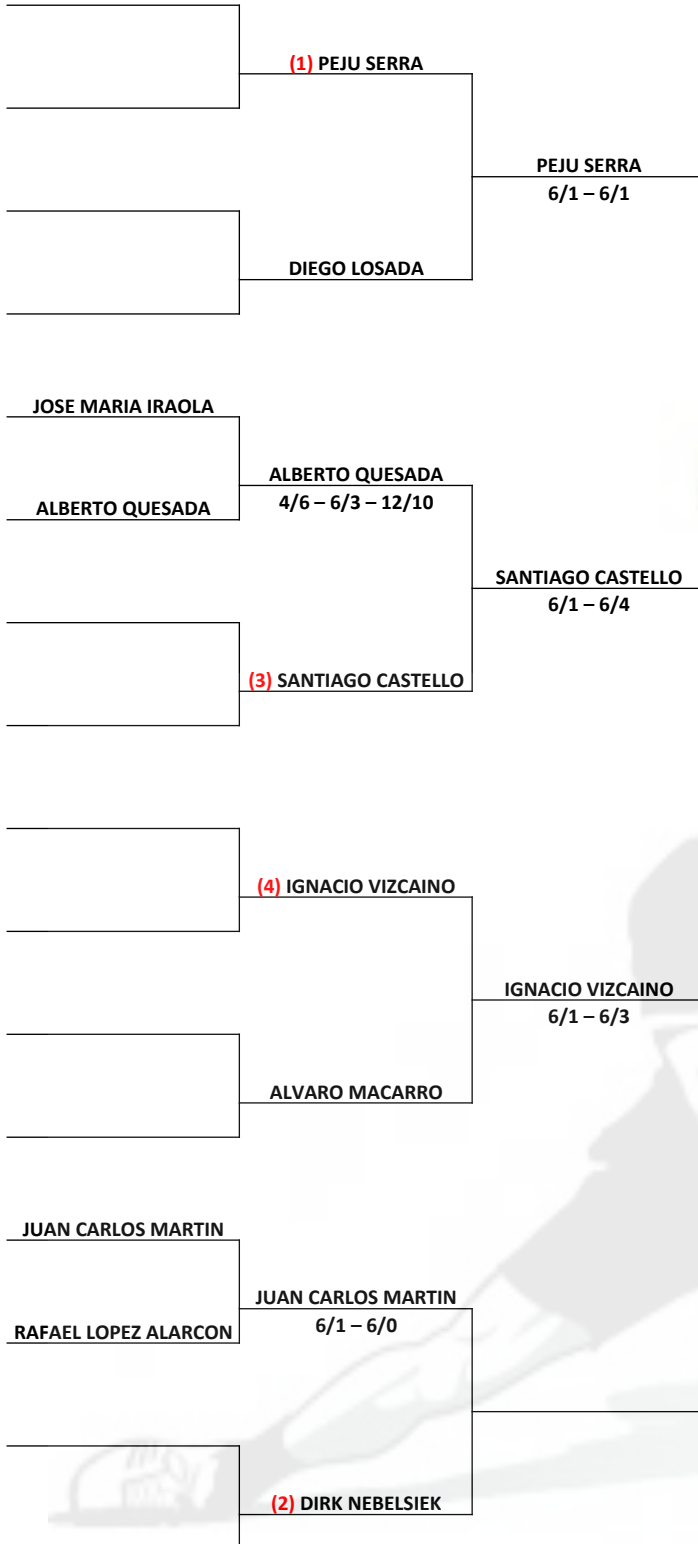 (1) PEJU SERRA
PEJU SERRA
6/1 – 6/1
DIEGO LOSADA
JOSE MARIA IRAOLA
ALBERTO QUESADA
4/6 – 6/3 – 12/10
ALBERTO QUESADA
SANTIAGO CASTELLO
6/1 – 6/4
(3) SANTIAGO CASTELLO
(4) IGNACIO VIZCAINO
IGNACIO VIZCAINO
6/1 – 6/3
ALVARO MACARRO
JUAN CARLOS MARTIN
JUAN CARLOS MARTIN
6/1 – 6/0
RAFAEL LOPEZ ALARCON
(2) DIRK NEBELSIEK